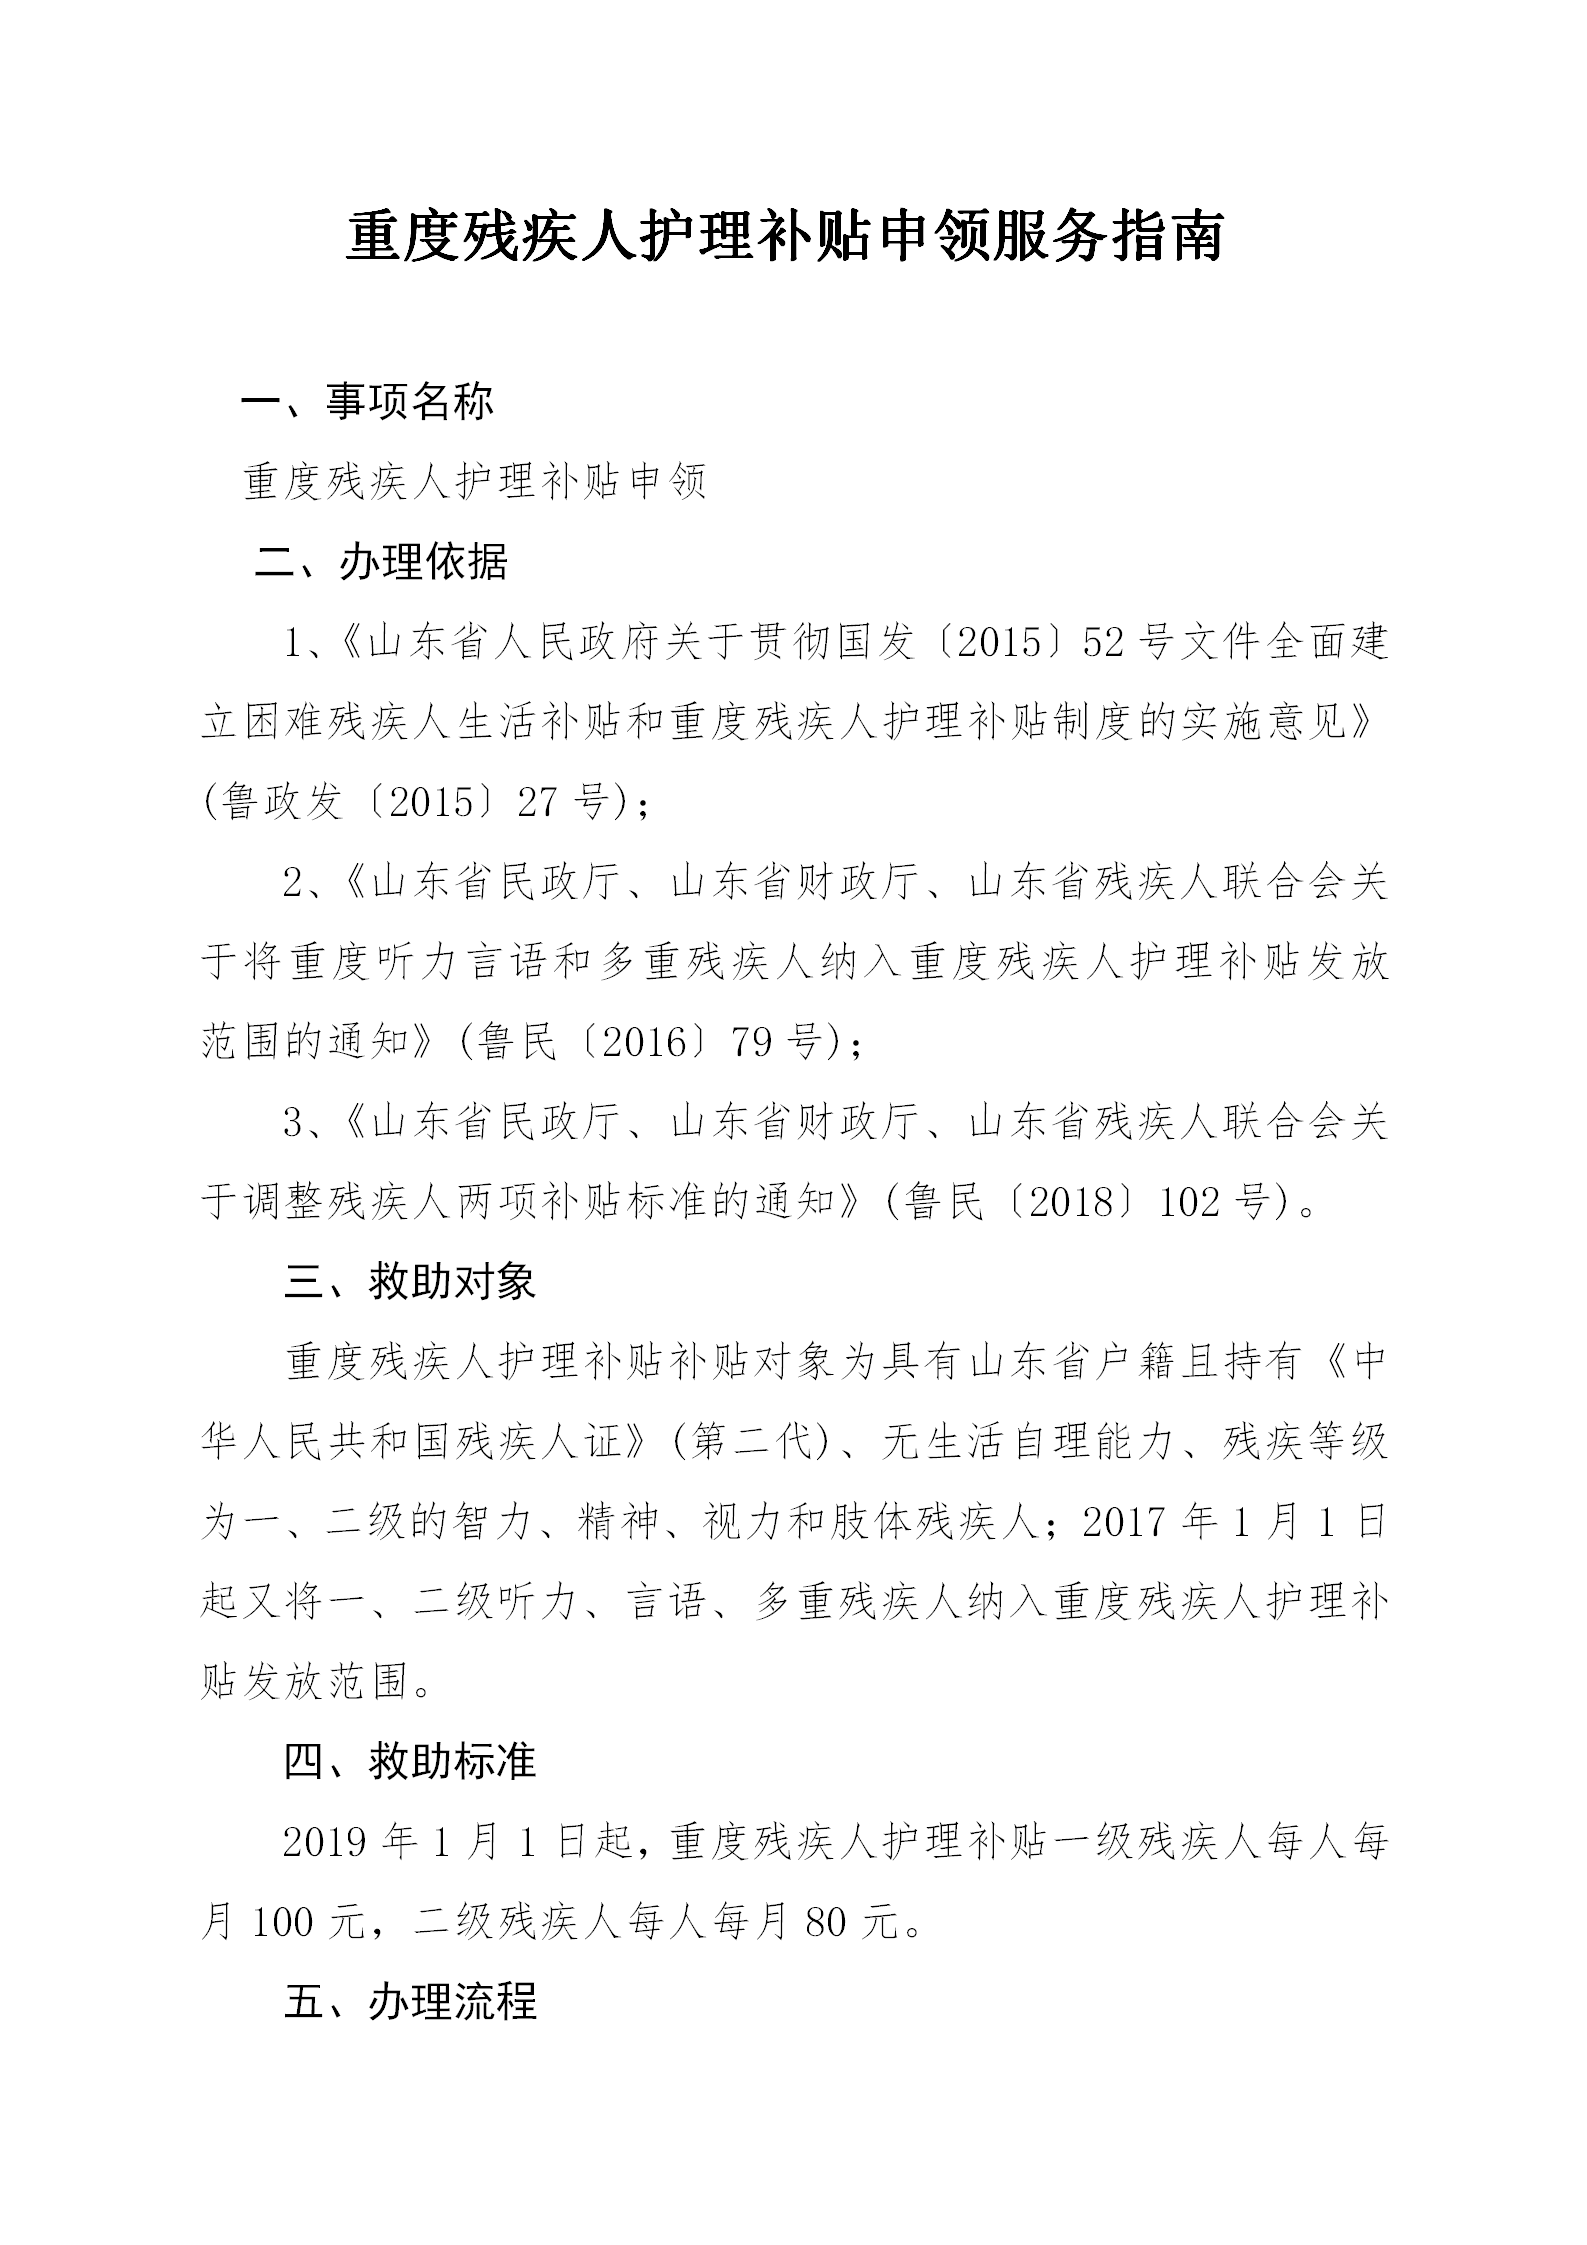 重度残疾人护理补贴申领服务指南
一、事项名称
重度残疾人护理补贴申领
二、办理依据
1、《山东省人民政府关于贯彻国发〔2015〕52号文件全面建
立困难残疾人生活补贴和重度残疾人护理补贴制度的实施意见》
(鲁政发〔2015〕27号)；
2、《山东省民政厅、山东省财政厅、山东省残疾人联合会关
于将重度听力言语和多重残疾人纳入重度残疾人护理补贴发放
范围的通知》(鲁民〔2016〕79号)；
3、《山东省民政厅、山东省财政厅、山东省残疾人联合会关
于调整残疾人两项补贴标准的通知》(鲁民〔2018〕102号)。
三、救助对象
重度残疾人护理补贴补贴对象为具有山东省户籍且持有《中
华人民共和国残疾人证》(第二代)、无生活自理能力、残疾等级
为一、二级的智力、精神、视力和肢体残疾人；2017年1月1日
起又将一、二级听力、言语、多重残疾人纳入重度残疾人护理补
贴发放范围。
四、救助标准
2019年1月1日起，重度残疾人护理补贴一级残疾人每人每
月100元，二级残疾人每人每月80元。
五、办理流程